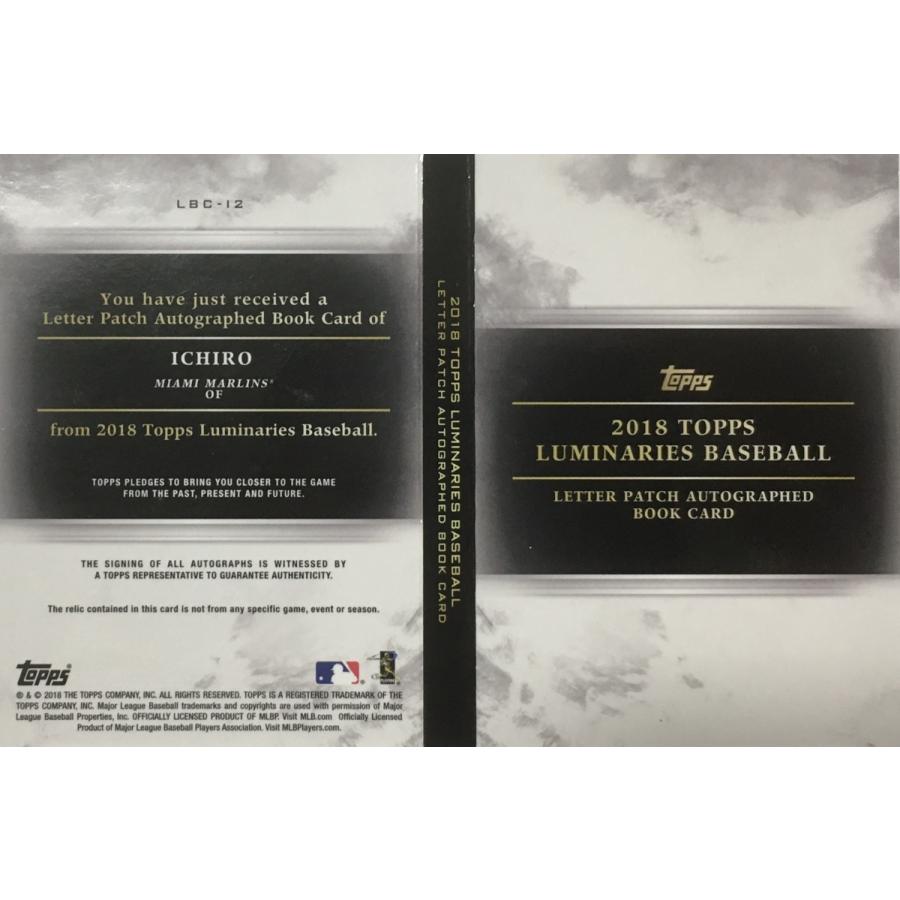 LBC-12
You have just received a
Letter Patch Autographed Book Card of
ICHIRO
MIAMI MARLINS®
OF
from 2018 Topps Luminaries Baseball.
TOPPS PLEDGES TO BRING YOU CLOSER TO THE GAME
FROM THE PAST, PRESENT AND FUTURE.
THE SIGNING OF ALL AUTOGRAPHS IS WITNESSED BY
A TOPPS REPRESENTATIVE TO GUARANTEE AUTHENTICITY.
The relic contained in this card is not from any specific game, event or season.
Topps®
® & © 2018 THE TOPPS COMPANY, INC. ALL RIGHTS RESERVED. TOPPS IS A REGISTERED TRADEMARK OF THE
TOPPS COMPANY, INC. Major League Baseball trademarks and copyrights are used with permission of Major
League Baseball Properties, Inc. OFFICIALLY LICENSED PRODUCT OF MLBP. Visit MLB.com Officially Licensed
Product of Major League Baseball Players Association. Visit MLBPlayers.com.
2018 TOPPS LUMINARIES BASEBALL
LETTER PATCH AUTOGRAPHED BOOK CARD
Topps
2018 TOPPS
LUMINARIES BASEBALL
LETTER PATCH AUTOGRAPHED
BOOK CARD